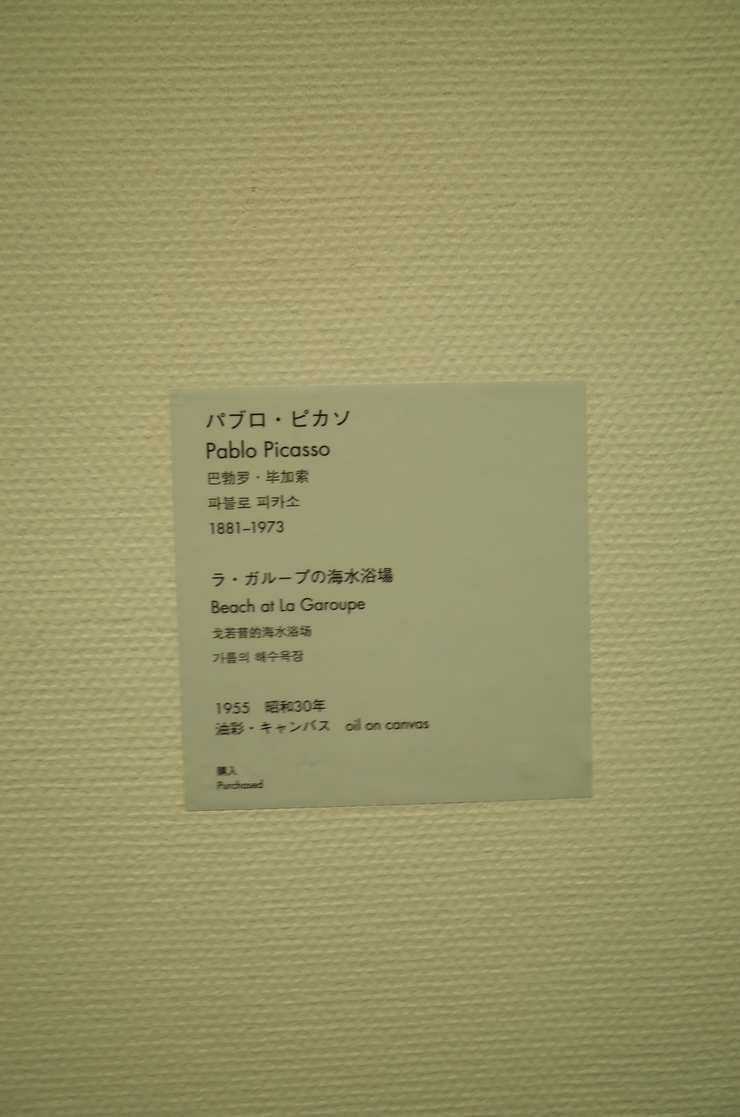 パブロ・ピカソ
Pablo Picasso
巴勃罗・毕加索
파블로 피카소
1881–1973
ラ・ガループの海水浴場
Beach at La Garoupe
戈若普的海水浴场
가룹의 해수욕장
1955　昭和30年
油彩・キャンバス　oil on canvas
購入
Purchased